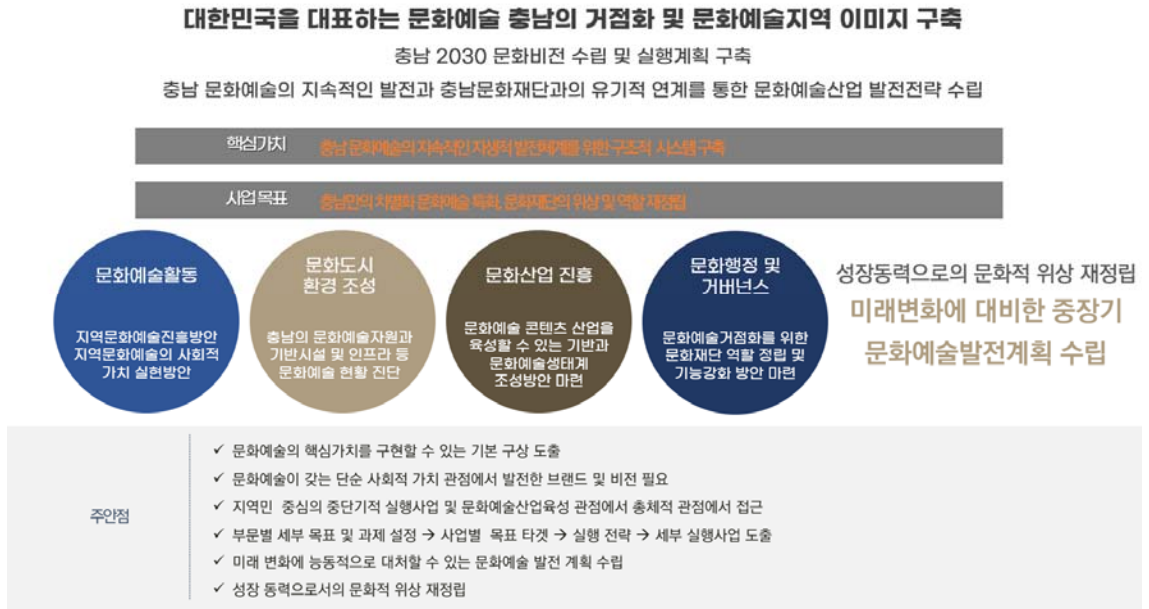 대한민국을 대표하는 문화예술 충남의 거점화 및 문화예술지역 이미지 구축
충남 2030 문화비전 수립 및 실행계획 구축
충남 문화예술의 지속적인 발전과 충남문화재단과의 유기적 연계를 통한 문화예술산업 발전전략 수립
핵심가치 충남 문화예술의 지속적인 자생적 발전체계를 위한 구조적 시스템 구축
사업목표 충남만의 차별화 문화예술 특화, 문화재단의 위상 및 역할 재정립
문화예술활동
지역문화예술진흥방안
지역문화예술의 사회적
가치 실현방안
문화도시
환경 조성
충남의 문화예술자원과
기반시설 및 인프라 등
문화예술 현황 진단
문화산업 진흥
문화예술 콘텐츠 산업을
육성할 수 있는 기반과
문화예술생태계
조성방안 마련
문화행정 및
거버넌스
문화예술거점화를 위한
문화재단 역할 정립 및
기능강화 방안 마련
성장동력으로의 문화적 위상 재정립
미래변화에 대비한 중장기
문화예술발전계획 수립
주안점
✓ 문화예술의 핵심가치를 구현할 수 있는 기본 구상 도출
✓ 문화예술이 갖는 단순 사회적 가치 관점에서 발전한 브랜드 및 비전 필요
✓ 지역민 중심의 중단기적 실행사업 및 문화예술산업육성 관점에서 총체적 관점에서 접근
✓ 부문별 세부 목표 및 과제 설정 → 사업별 목표 타겟 → 실행 전략 → 세부 실행사업 도출
✓ 미래 변화에 능동적으로 대처할 수 있는 문화예술 발전 계획 수립
✓ 성장 동력으로서의 문화적 위상 재정립